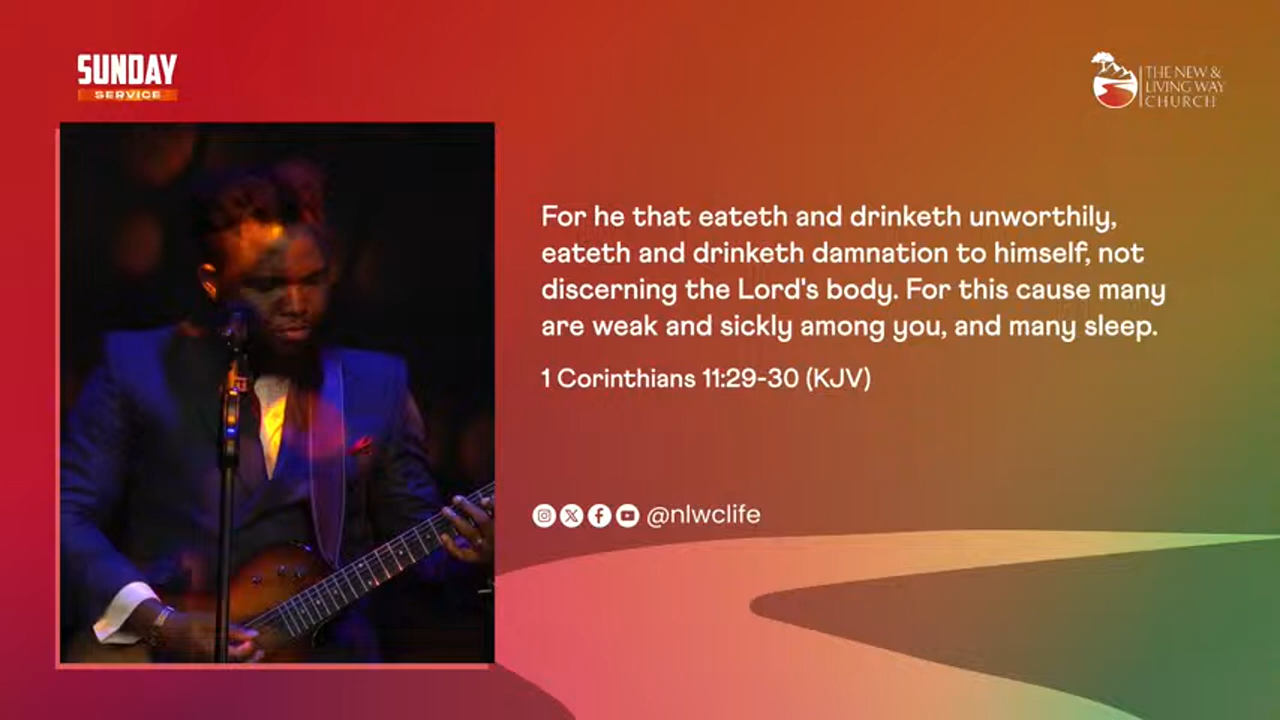 SUNDAY
SERVICE
THE NEW &
LIVING WAY
CHURCH
For he that eateth and drinketh unworthily,
eateth and drinketh damnation to himself, not
discerning the Lord's body. For this cause many
are weak and sickly among you, and many sleep.
1 Corinthians 11:29-30 (KJV)
@nlwclife